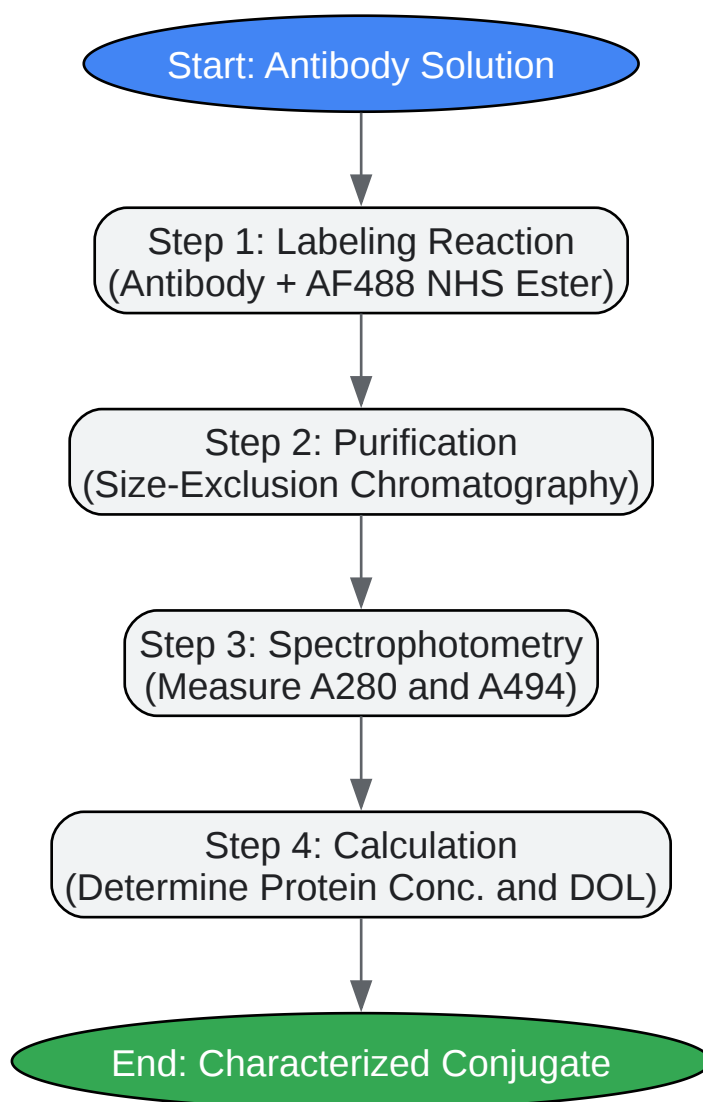 Start: Antibody Solution
Step 1: Labeling Reaction
(Antibody + AF488 NHS Ester)
Step 2: Purification
(Size-Exclusion Chromatography)
Step 3: Spectrophotometry
(Measure A280 and A494)
Step 4: Calculation
(Determine Protein Conc. and DOL)
End: Characterized Conjugate